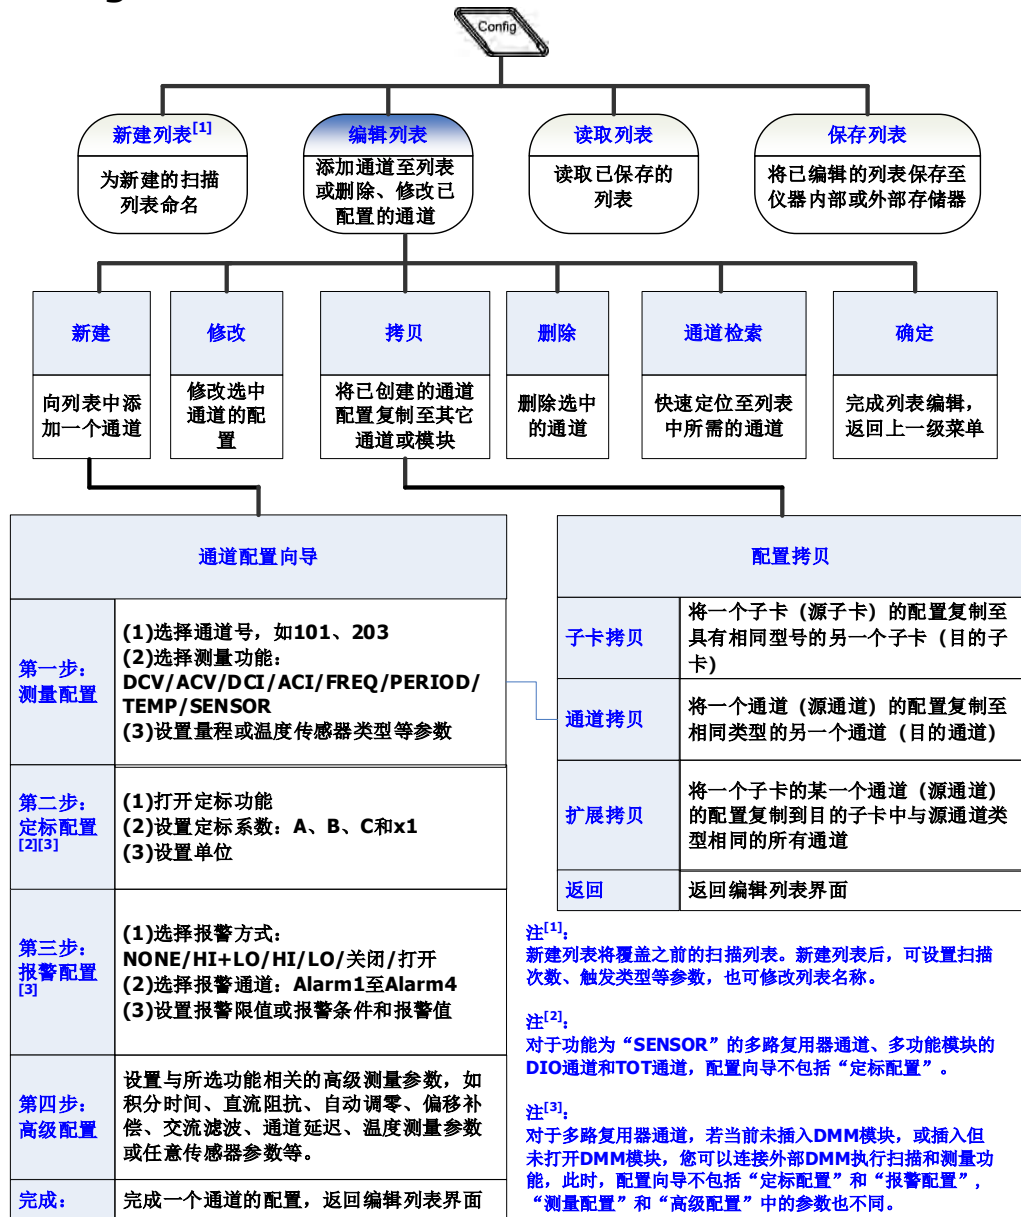 Config
新建列表[1]
为新建的扫描
列表命名
编辑列表
添加通道至列表
或删除、修改已
配置的通道
读取列表
读取已保存的
列表
保存列表
将已编辑的列表保存至
仪器内部或外部存储器
新建
向列表中添
加一个通道
修改
修改选中
通道的配
置
拷贝
将已创建的通道
配置复制至其它
通道或模块
删除
删除选中
的通道
通道检索
快速定位至列表
中所需的通道
确定
完成列表编辑，
返回上一级菜单
通道配置向导
第一步：
测量配置
(1)选择通道号，如101、203
(2)选择测量功能：
DCV/ACV/DCI/ACI/FREQ/PERIOD/
TEMP/SENSOR
(3)设置量程或温度传感器类型等参数
第二步：
定标配置
[2][3]
(1)打开定标功能
(2)设置定标系数：A、B、C和x1
(3)设置单位
第三步：
报警配置
[3]
(1)选择报警方式：
NONE/HI+LO/HI/LO/关闭/打开
(2)选择报警通道：Alarm1至Alarm4
(3)设置报警限值或报警条件和报警值
第四步：
高级配置
设置与所选功能相关的高级测量参数，如
积分时间、直流阻抗、自动调零、偏移补
偿、交流滤波、通道延迟、温度测量参数
或任意传感器参数等。
完成：
完成一个通道的配置，返回编辑列表界面
配置拷贝
子卡拷贝
将一个子卡（源子卡）的配置复制至
具有相同型号的另一个子卡（目的子
卡）
通道拷贝
将一个通道（源通道）的配置复制至
相同类型的另一个通道（目的通道）
扩展拷贝
将一个子卡的某一个通道（源通道）
的配置复制到目的子卡中与源通道类
型相同的所有通道
返回
返回编辑列表界面
注[1]：
新建列表将覆盖之前的扫描列表。新建列表后，可设置扫描
次数、触发类型等参数，也可修改列表名称。
注[2]：
对于功能为“SENSOR”的多路复用器通道、多功能模块的
DIO通道和TOT通道，配置向导不包括“定标配置”。
注[3]：
对于多路复用器通道，若当前未插入DMM模块，或插入但
未打开DMM模块，您可以连接外部DMM执行扫描和测量功
能，此时，配置向导不包括“定标配置”和“报警配置”，
“测量配置”和“高级配置”中的参数也不同。